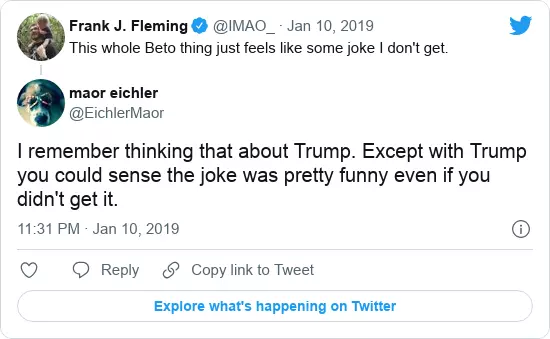 Frank J. Fleming @IMAO_ · Jan 10, 2019
This whole Beto thing just feels like some joke I don't get.
maor eichler
@EichlerMaor
I remember thinking that about Trump. Except with Trump
you could sense the joke was pretty funny even if you
didn't get it.
11:31 PM · Jan 10, 2019
Reply Copy link to Tweet
Explore what's happening on Twitter